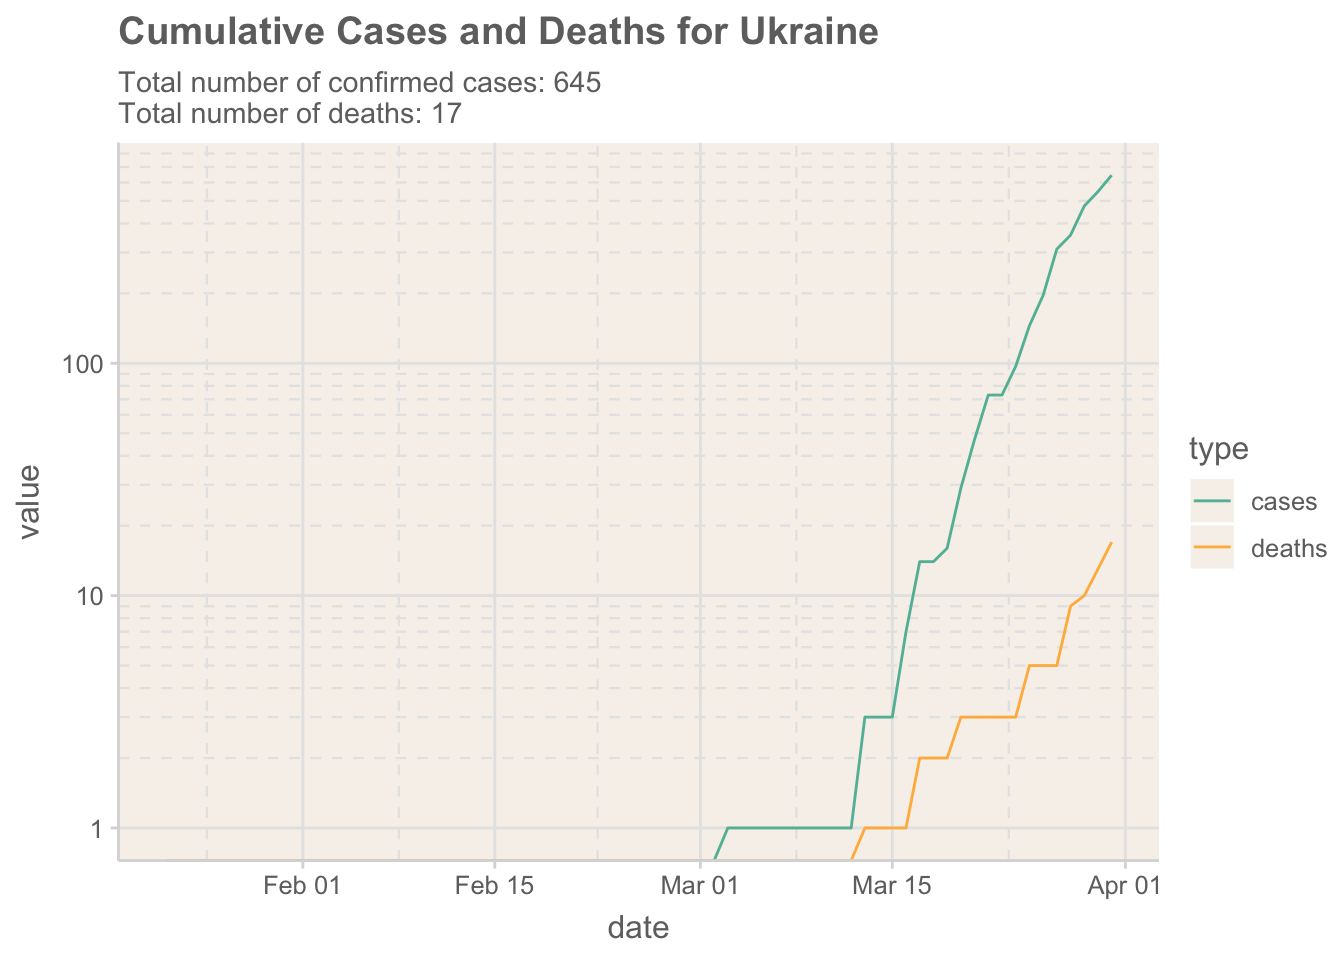 Cumulative Cases and Deaths for Ukraine
Total number of confirmed cases: 645
Total number of deaths: 17
value
100
10
1
Feb 01
Feb 15
Mar 01
Mar 15
Apr 01
date
type
cases
deaths